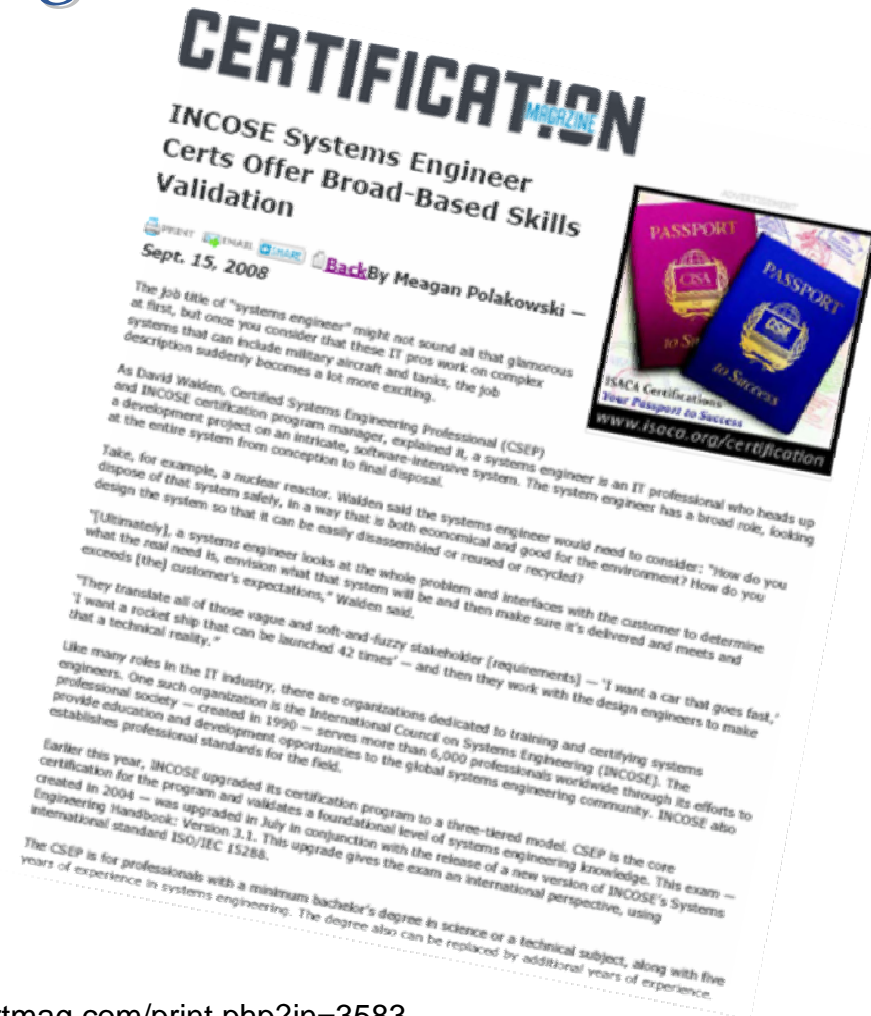 CERTIFICATION
MAGAZINE
INCOSE Systems Engineer
Certs Offer Broad-Based Skills
Validation
PRINT EMAIL SHARE BackBy Meagan Polakowski —
Sept. 15, 2008
The job title of "systems engineer" might not sound all that glamorous
at first, but once you consider that these IT pros work on complex
systems that can include military aircraft and tanks, the job
description suddenly becomes a lot more exciting.
As David Walden, Certified Systems Engineering Professional (CSEP)
and INCOSE certification program manager, explained it, a systems engineer is an IT professional who heads up
a development project on an intricate, software-intensive system. The system engineer has a broad role, looking
at the entire system from conception to final disposal.
Take, for example, a nuclear reactor. Walden said the systems engineer would need to consider: "How do you
dispose of that system safely, in a way that is both economical and good for the environment? How do you
design the system so that it can be easily disassembled or reused or recycled?
"[Ultimately], a systems engineer looks at the whole problem and interfaces with the customer to determine
what the real need is, envision what that system will be and then make sure it's delivered and meets and
exceeds [the] customer's expectations," Walden said.
"They translate all of those vague and soft-and-fuzzy stakeholder [requirements] — 'I want a car that goes fast,'
'I want a rocket ship that can be launched 42 times' — and then they work with the design engineers to make
that a technical reality."
Like many roles in the IT industry, there are organizations dedicated to training and certifying systems
engineers. One such organization is the International Council on Systems Engineering (INCOSE). The
professional society — created in 1990 — serves more than 6,000 professionals worldwide through its efforts to
provide education and development opportunities to the global systems engineering community. INCOSE also
establishes professional standards for the field.
Earlier this year, INCOSE upgraded its certification program to a three-tiered model. CSEP is the core
certification for the program and validates a foundational level of systems engineering knowledge. This exam —
created in 2004 — was upgraded in July in conjunction with the release of a new version of INCOSE's Systems
Engineering Handbook: Version 3.1. This upgrade gives the exam an international perspective, using
international standard ISO/IEC 15288.
The CSEP is for professionals with a minimum bachelor's degree in science or a technical subject, along with five
years of experience in systems engineering. The degree also can be replaced by additional years of experience.
ADVERTISEMENT
PASSPORT
CISA
to Su
PASSPORT
CISM
to Success
ISACA Certifications
Your Passport to Success
www.isaca.org/certification
rtmag.com/print.php?in=3583